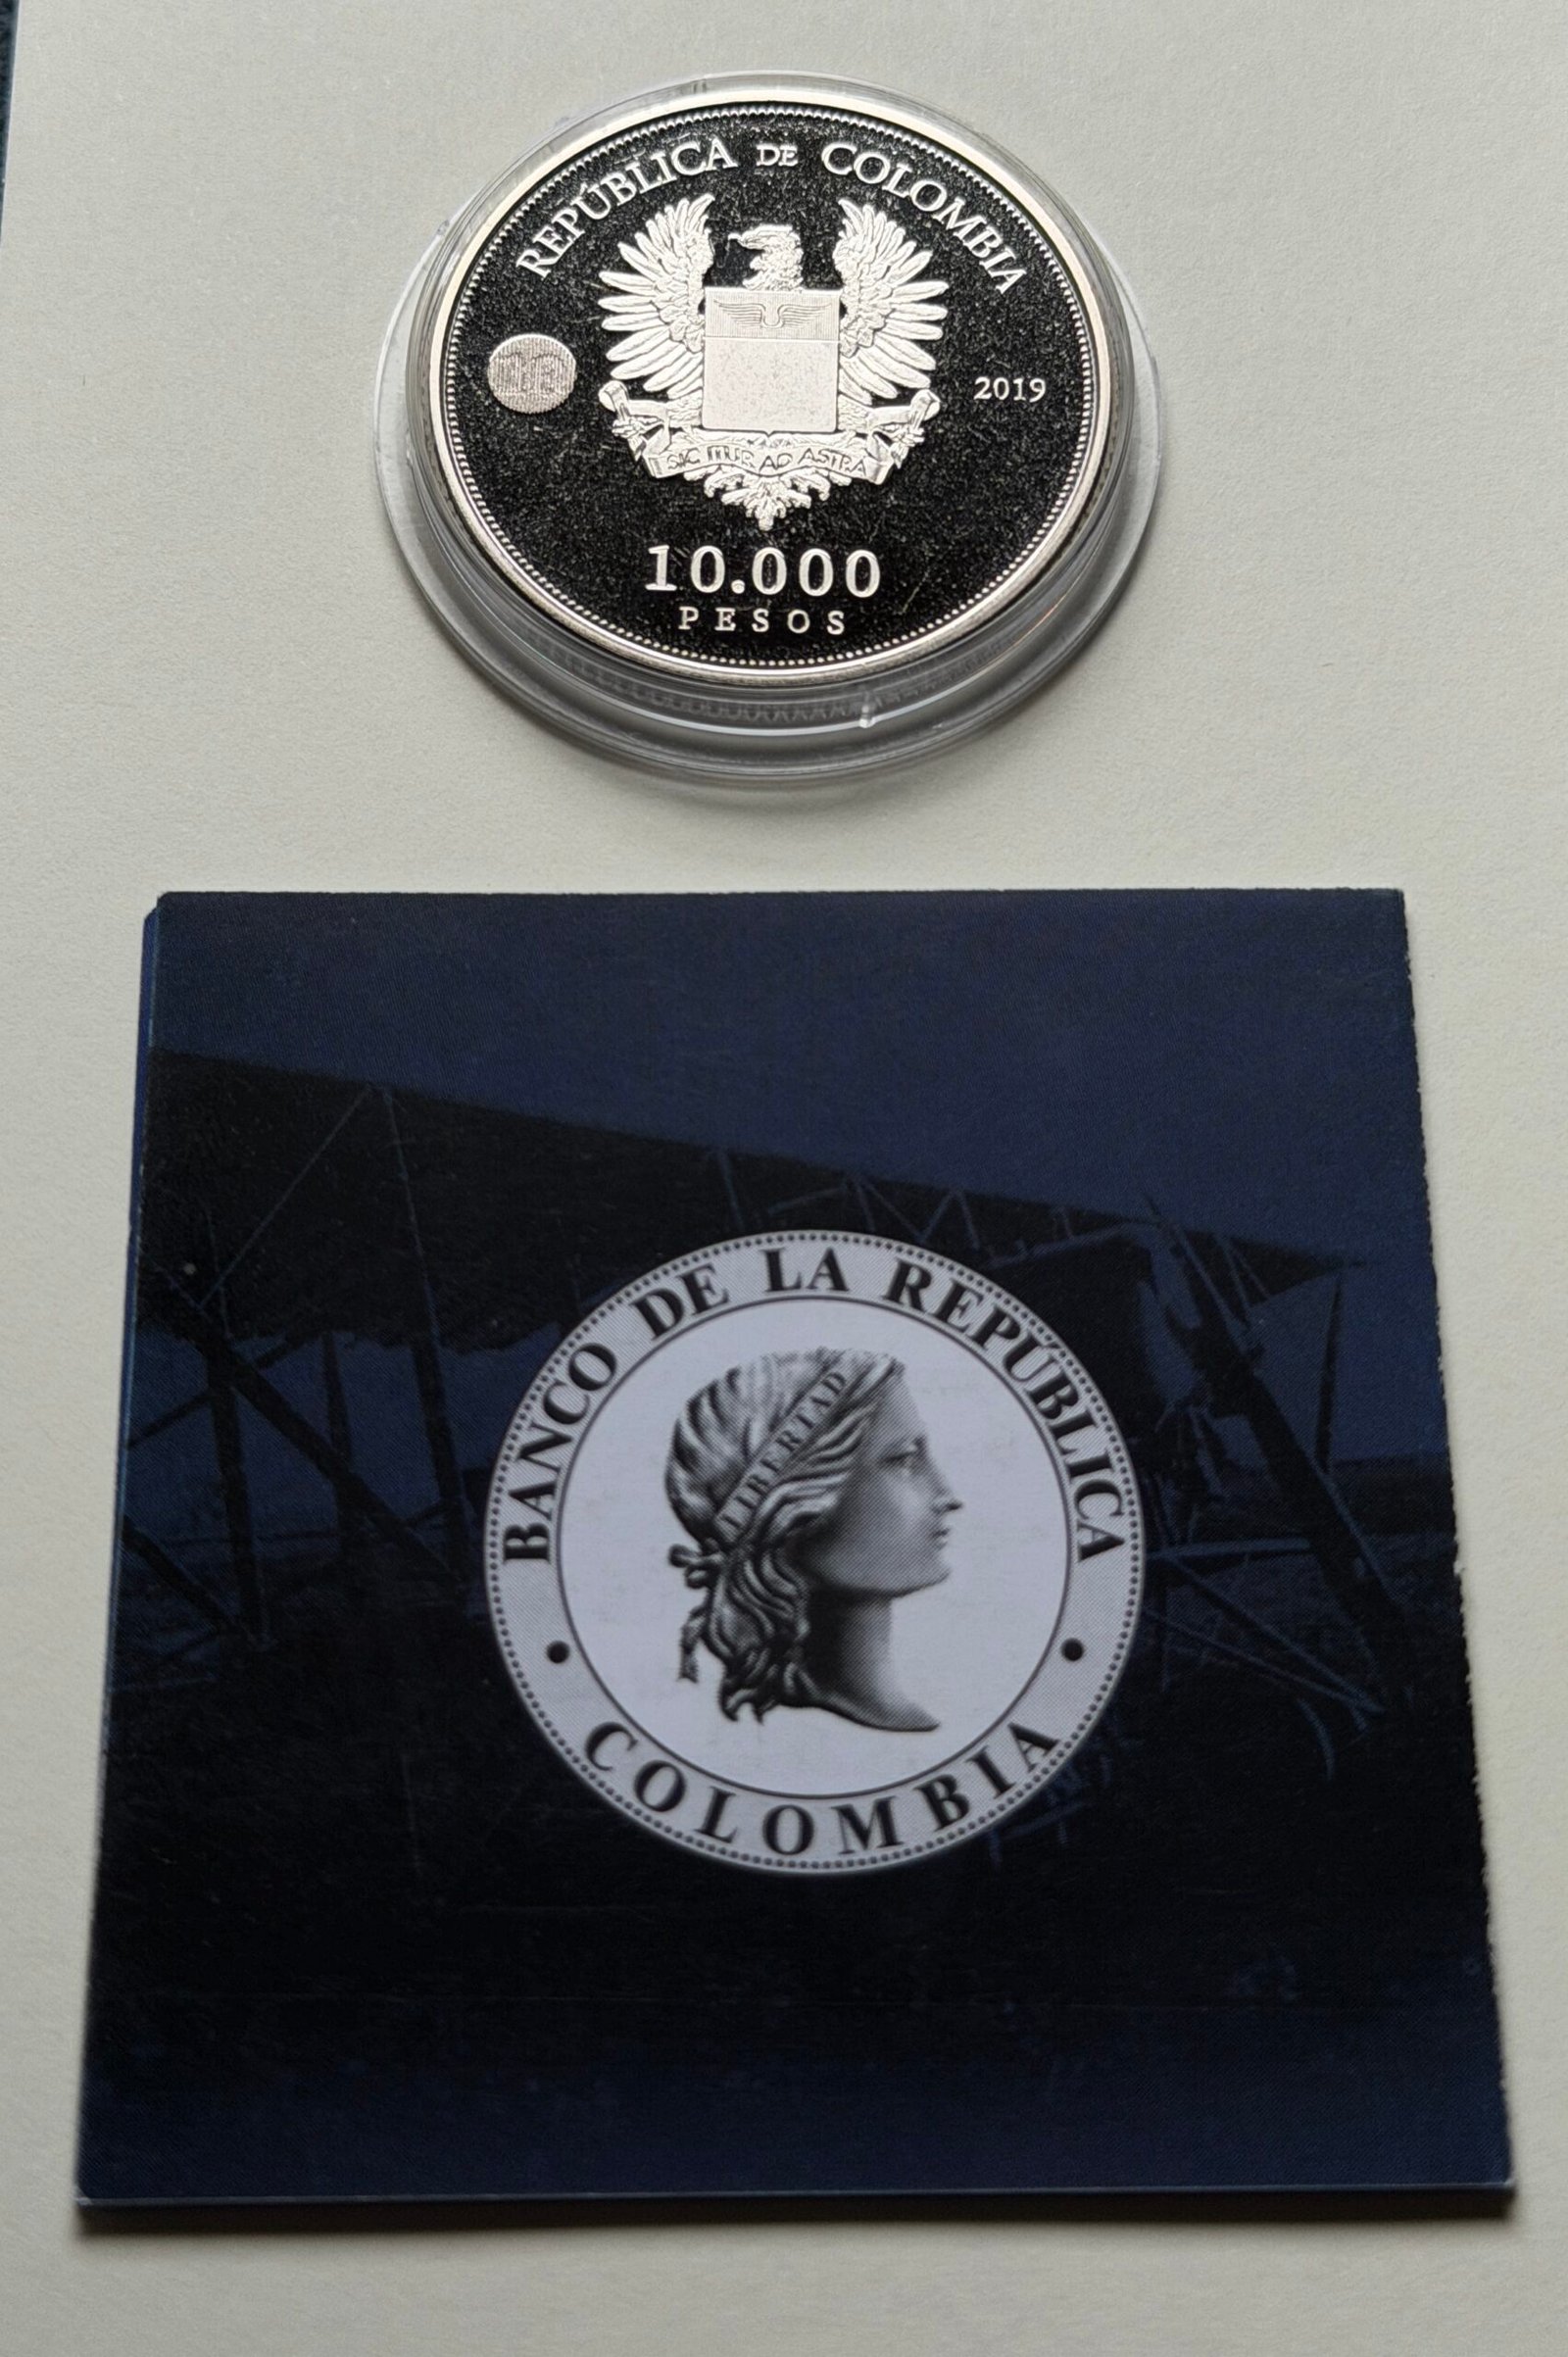 REPÚBLICA DE COLOMBIA
2019
SIC ITUR AD ASTRA
10.000
PESOS
BANCO DE LA REPÚBLICA
LIBERTAD
COLOMBIA